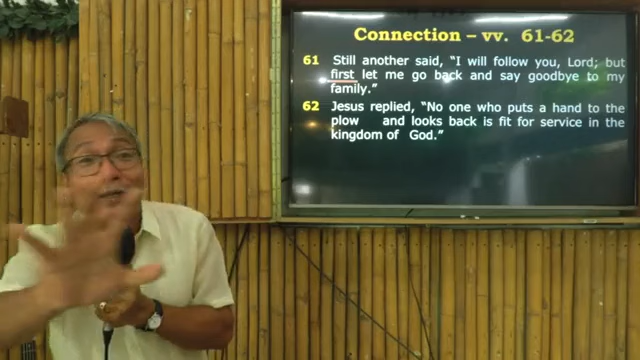 Connection – vv. 61-62
61 Still another said, “I will follow you, Lord; but
first let me go back and say goodbye to my
family.”
62 Jesus replied, “No one who puts a hand to the
plow and looks back is fit for service in the
kingdom of God.”